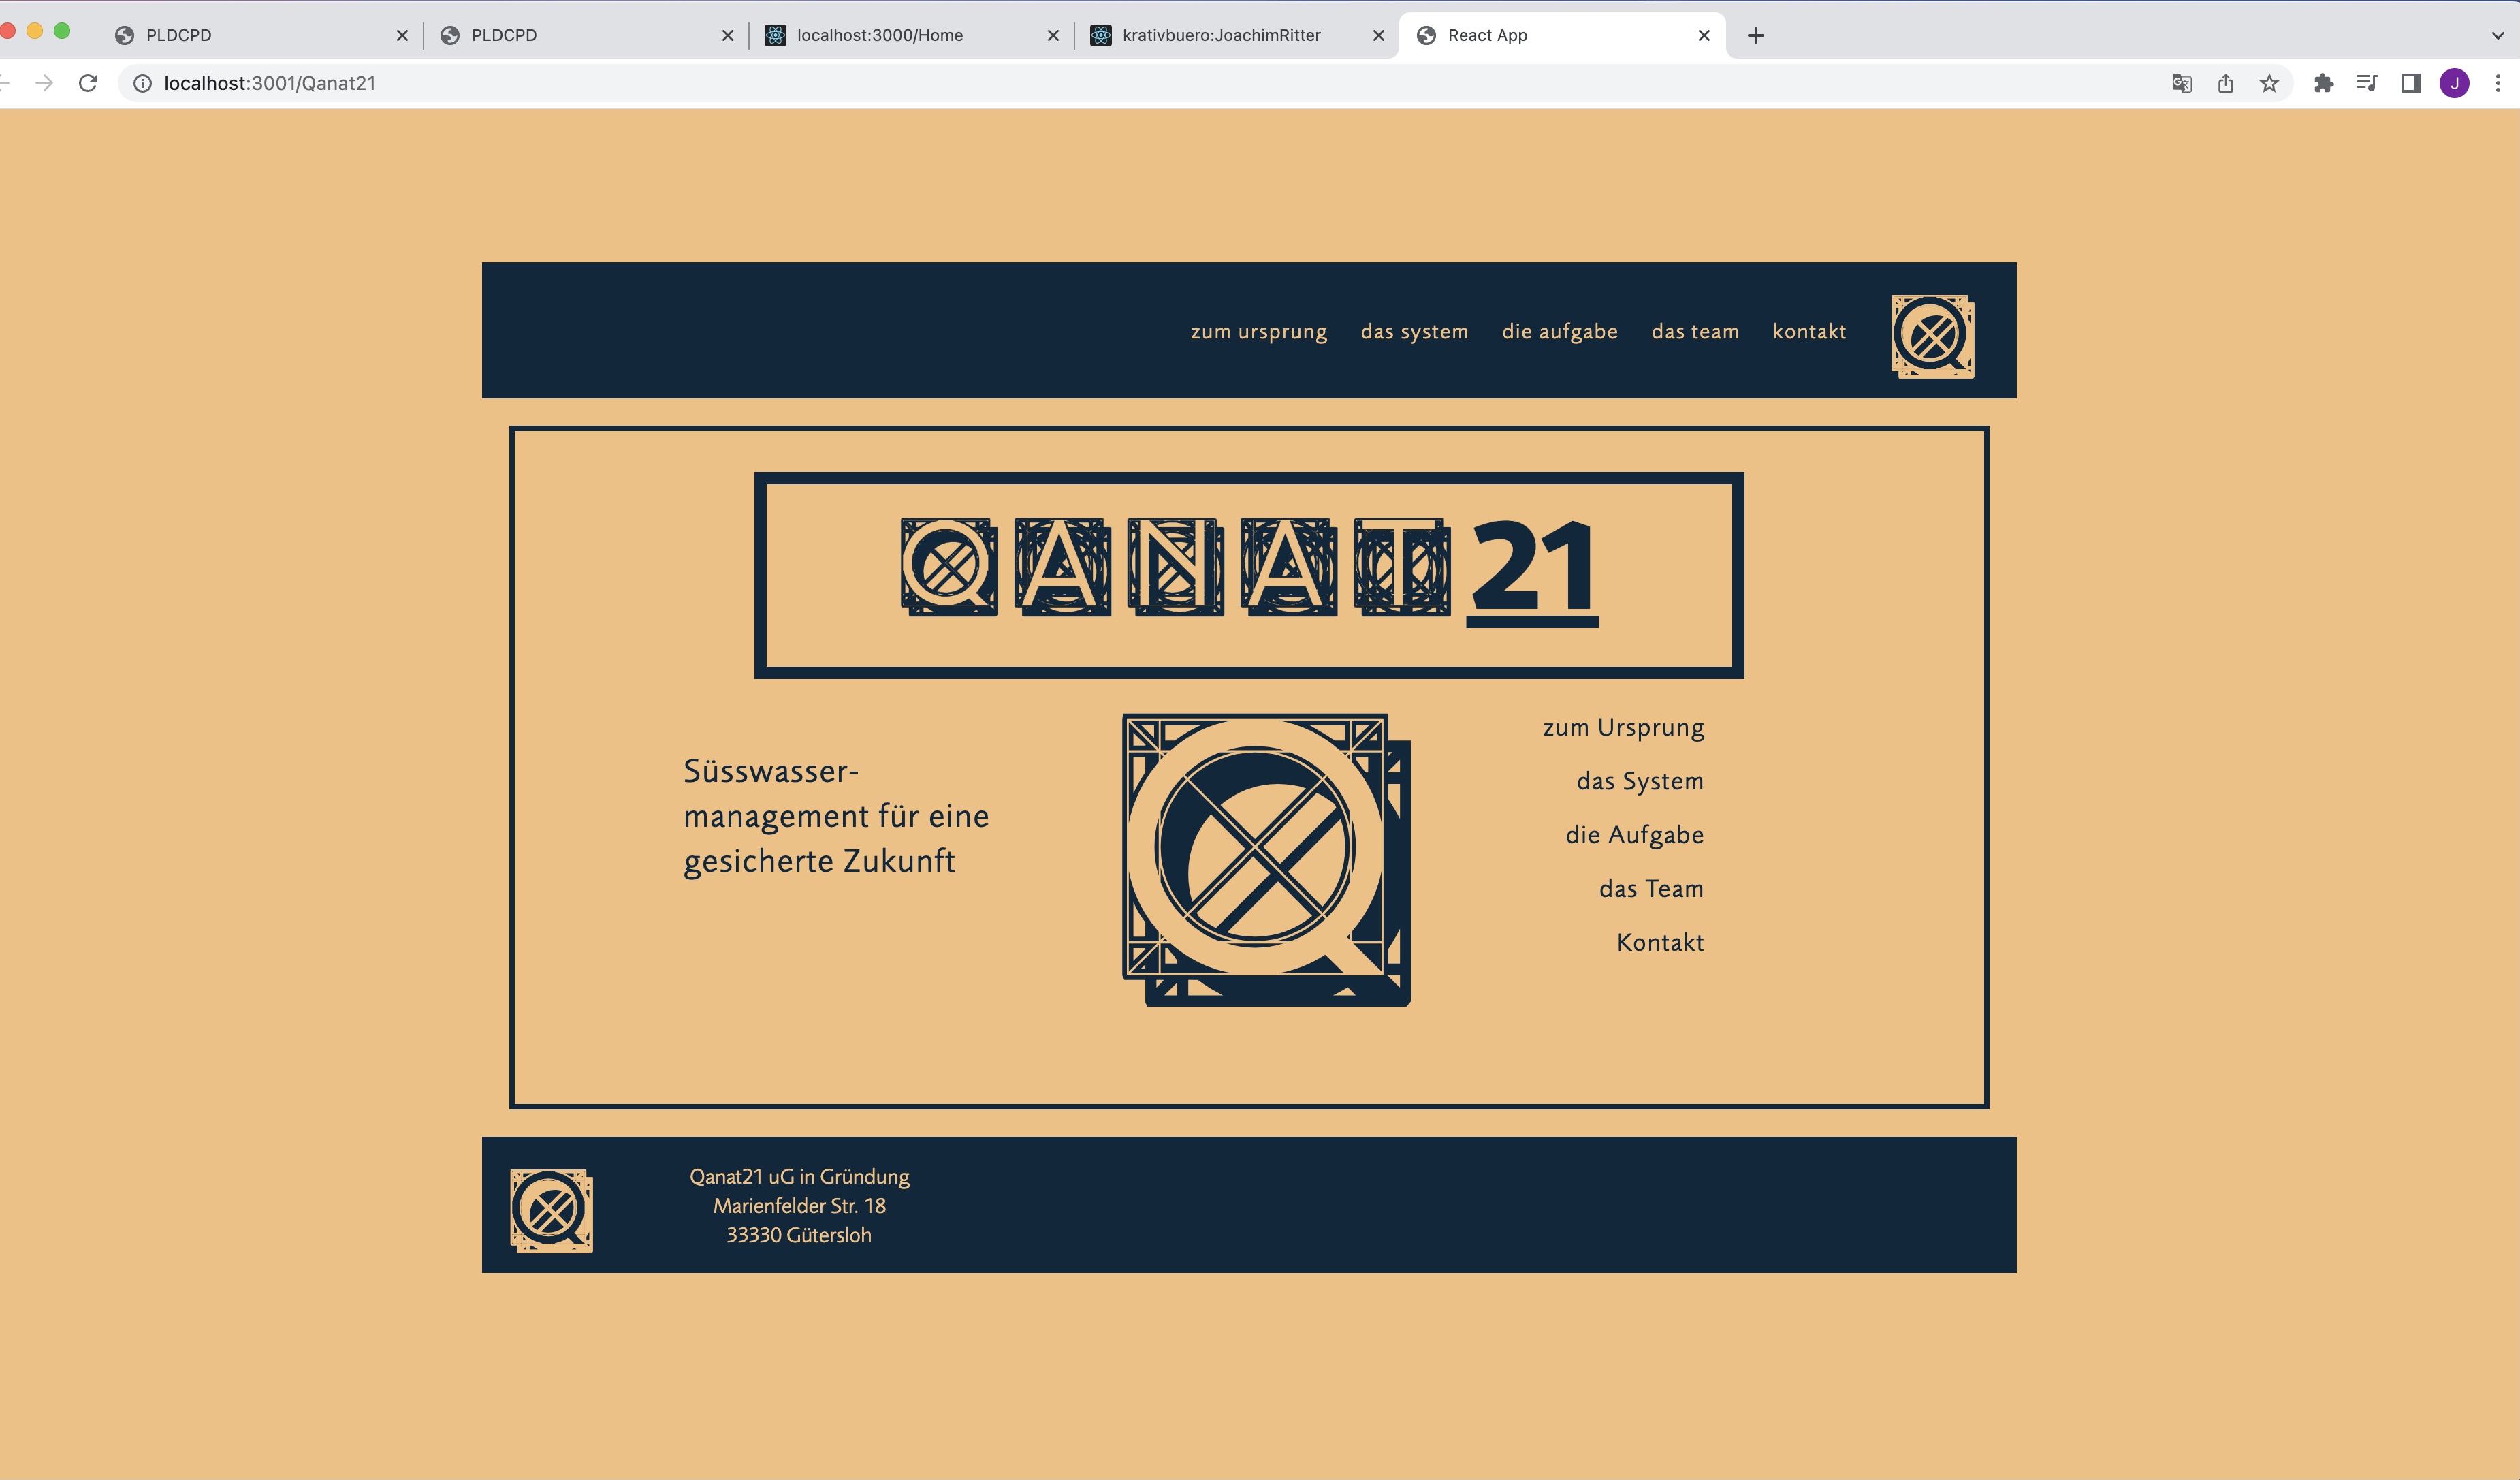 PLDCPD
PLDCPD
localhost:3000/Home
krativbuero:JoachimRitter
React App
localhost:3001/Qanat21
J
zum ursprung das system die aufgabe das team kontakt
Q
QANAT21
Süsswasser-
management für eine
gesicherte Zukunft
Q
zum Ursprung
das System
die Aufgabe
das Team
Kontakt
Q
Qanat21 uG in Gründung
Marienfelder Str. 18
33330 Gütersloh